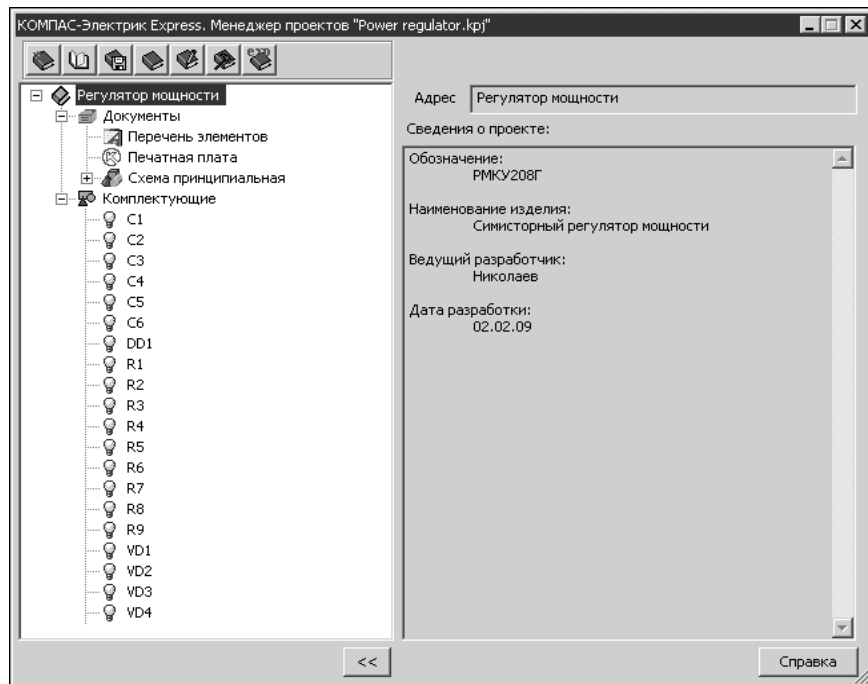 КОМПАС-Электрик Express. Менеджер проектов "Power regulator.kpj"
exp
Регулятор мощности
Документы
Перечень элементов
Печатная плата
Схема принципиальная
Комплектующие
C1
C2
C3
C4
C5
C6
DD1
R1
R2
R3
R4
R5
R6
R7
R8
R9
VD1
VD2
VD3
VD4
<<
Адрес Регулятор мощности
Сведения о проекте:
Обозначение:
РМКУ208Г
Наименование изделия:
Симисторный регулятор мощности
Ведущий разработчик:
Николаев
Дата разработки:
02.02.09
Справка